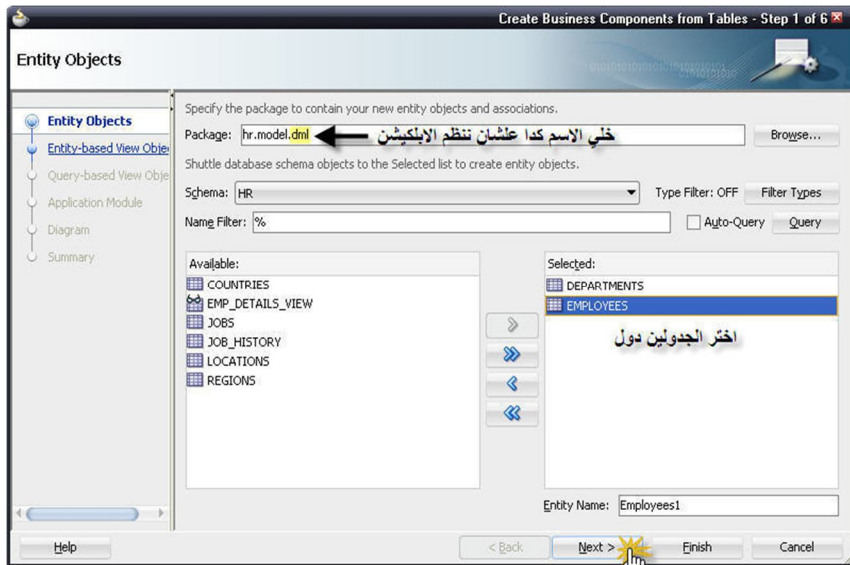 Create Business Components from Tables - Step 1 of 6
Entity Objects
Entity Objects
Entity-based View Obje
Query-based View Obje
Application Module
Diagram
Summary
Specify the package to contain your new entity objects and associations.
Package: hr.model.dml خلي الاسم كدا علشان ننظم الابلكيشن Browse...
Shuttle database schema objects to the Selected list to create entity objects.
Schema: HR Type Filter: OFF Filter Types
Name Filter: % Auto-Query Query
Available:
COUNTRIES
EMP_DETAILS_VIEW
JOBS
JOB_HISTORY
LOCATIONS
REGIONS
Selected:
DEPARTMENTS
EMPLOYEES
اختر الجدولين دول
Entity Name: Employees1
Help < Back Next > Finish Cancel